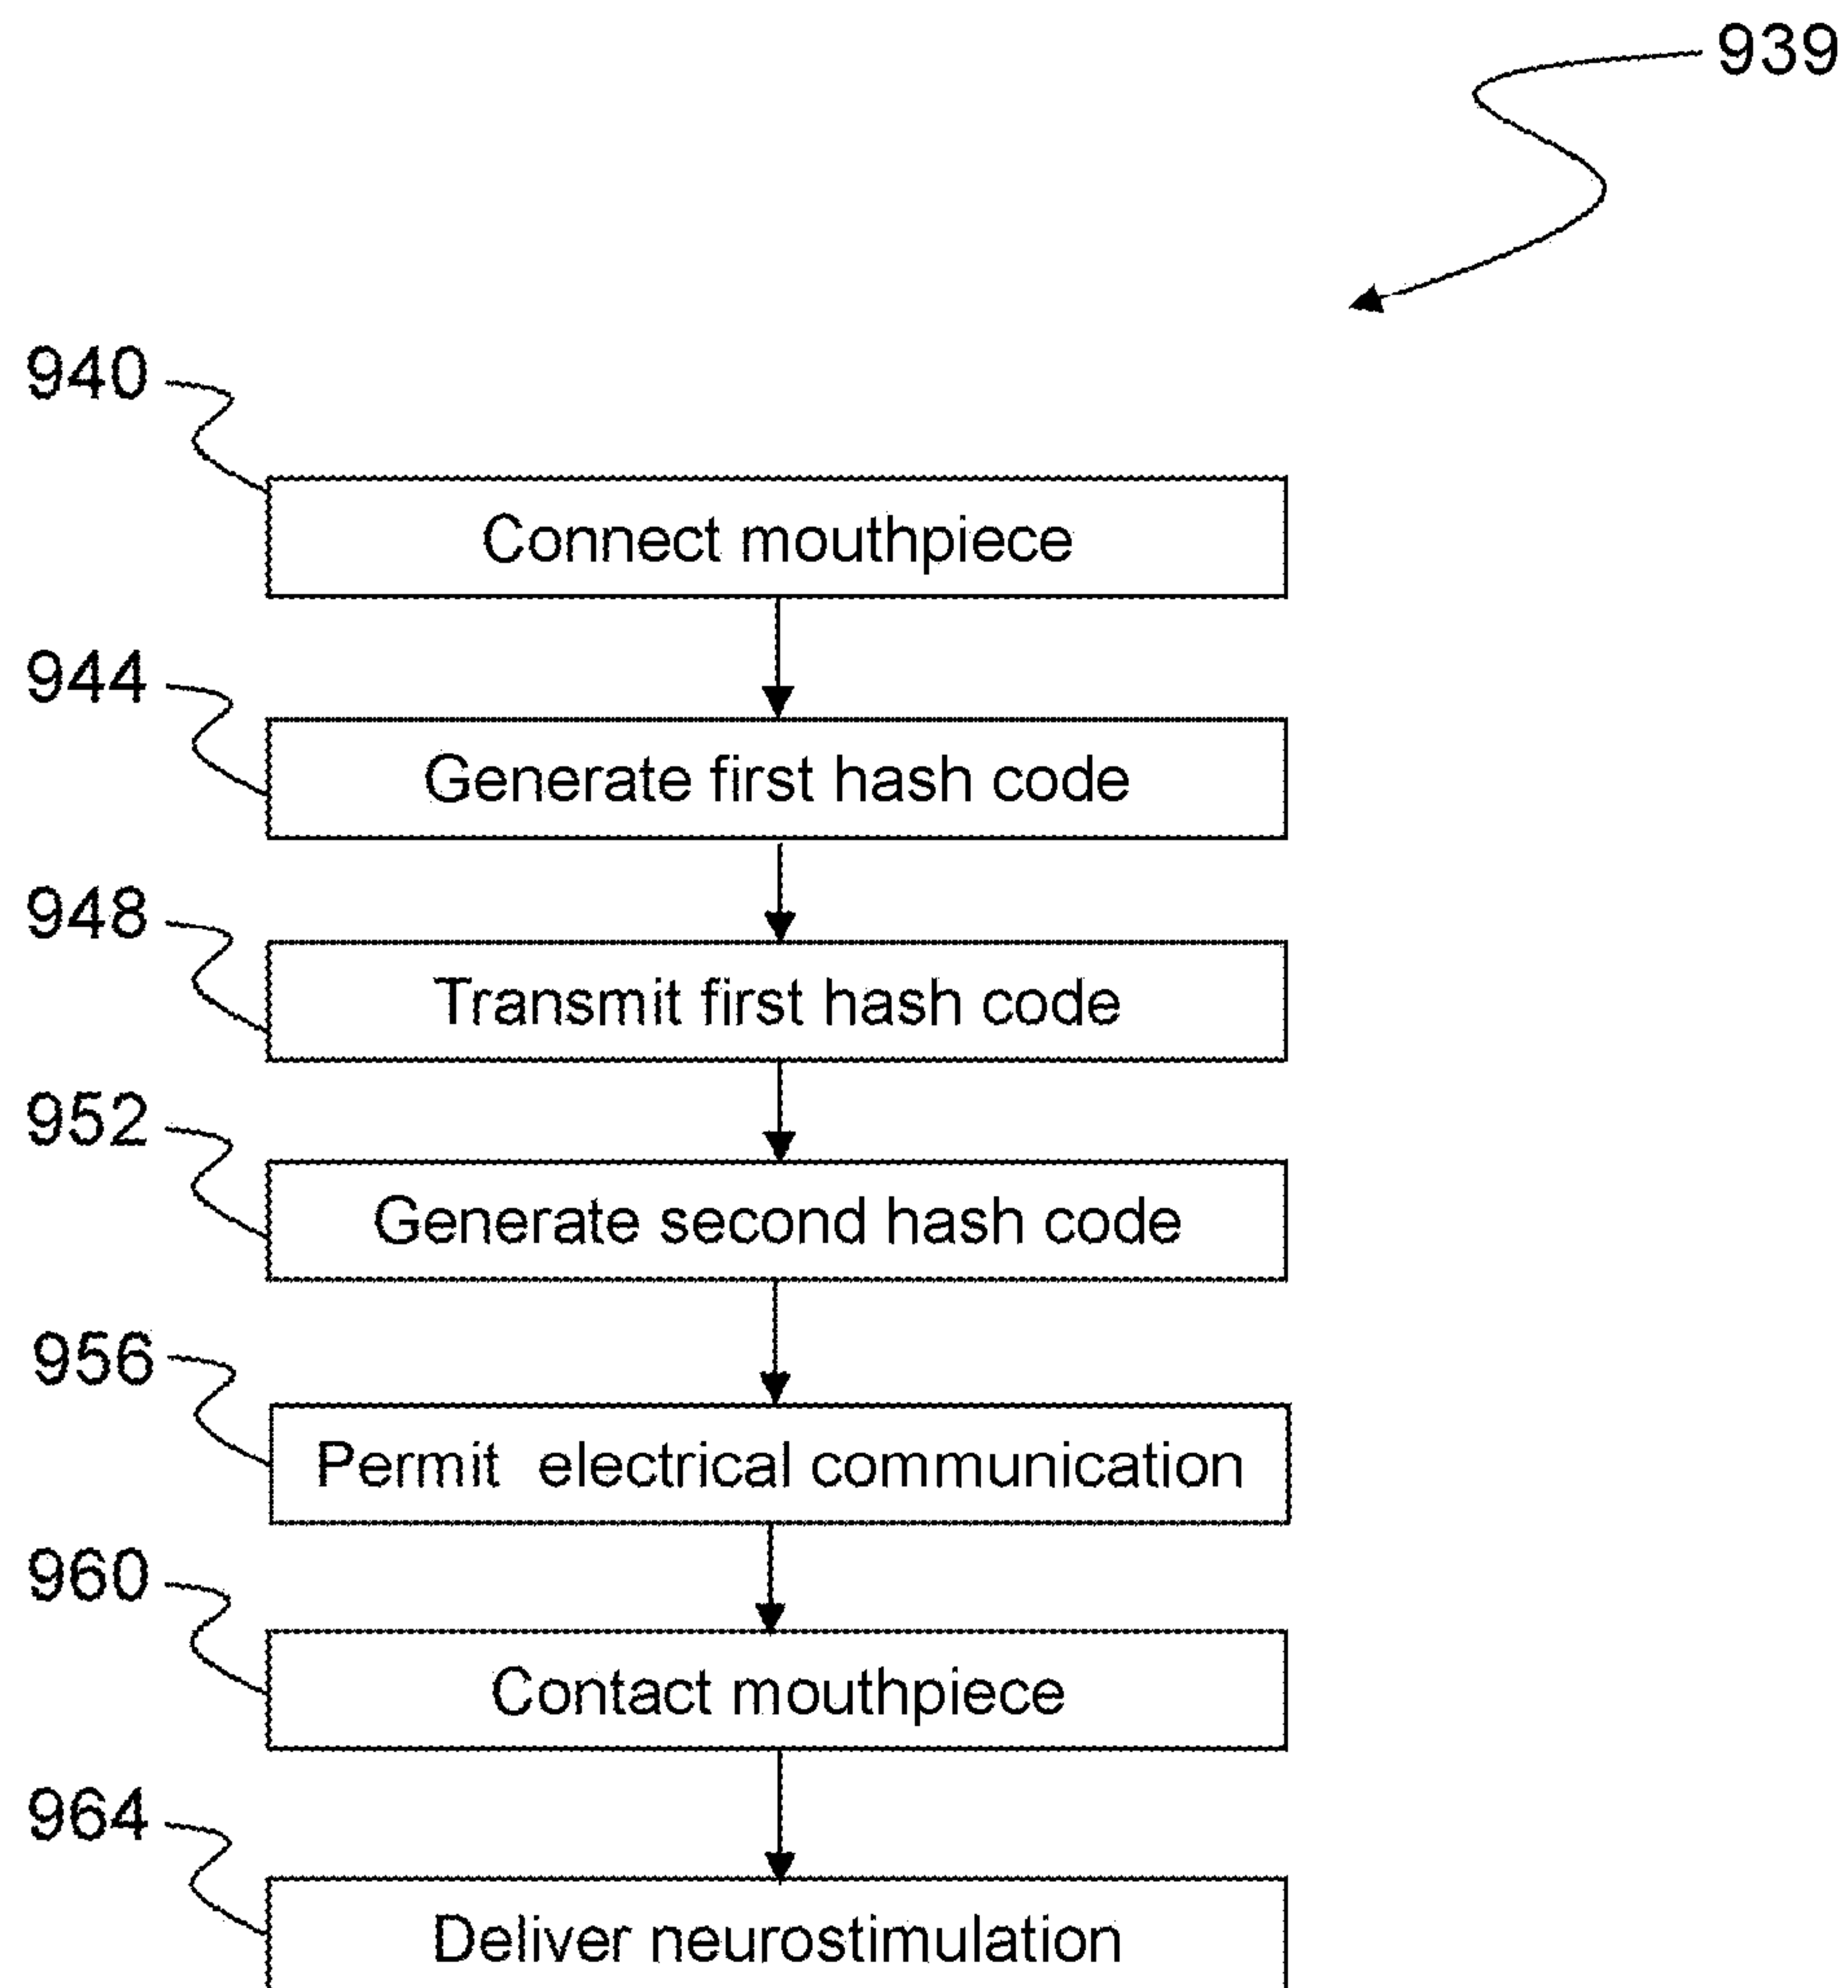 939
940
Connect mouthpiece
944
Generate first hash code
948
Transmit first hash code
952
Generate second hash code
956
Permit electrical communication
960
Contact mouthpiece
964
Deliver neurostimulation